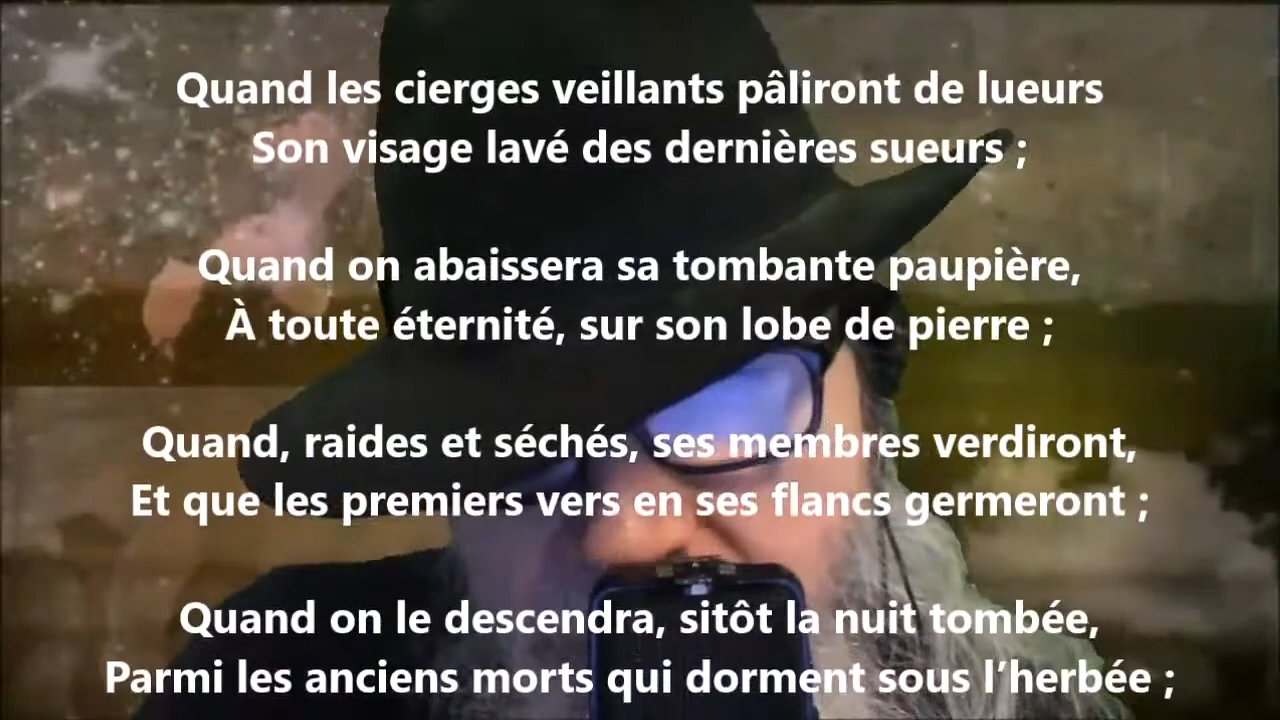 Quand les cierges veillants pâliront de lueurs
Son visage lavé des dernières sueurs ;
Quand on abaissera sa tombante paupière,
À toute éternité, sur son lobe de pierre ;
Quand, raides et séchés, ses membres verdiront,
Et que les premiers vers en ses flancs germeront ;
Quand on le descendra, sitôt la nuit tombée,
Parmi les anciens morts qui dorment sous l’herbée ;